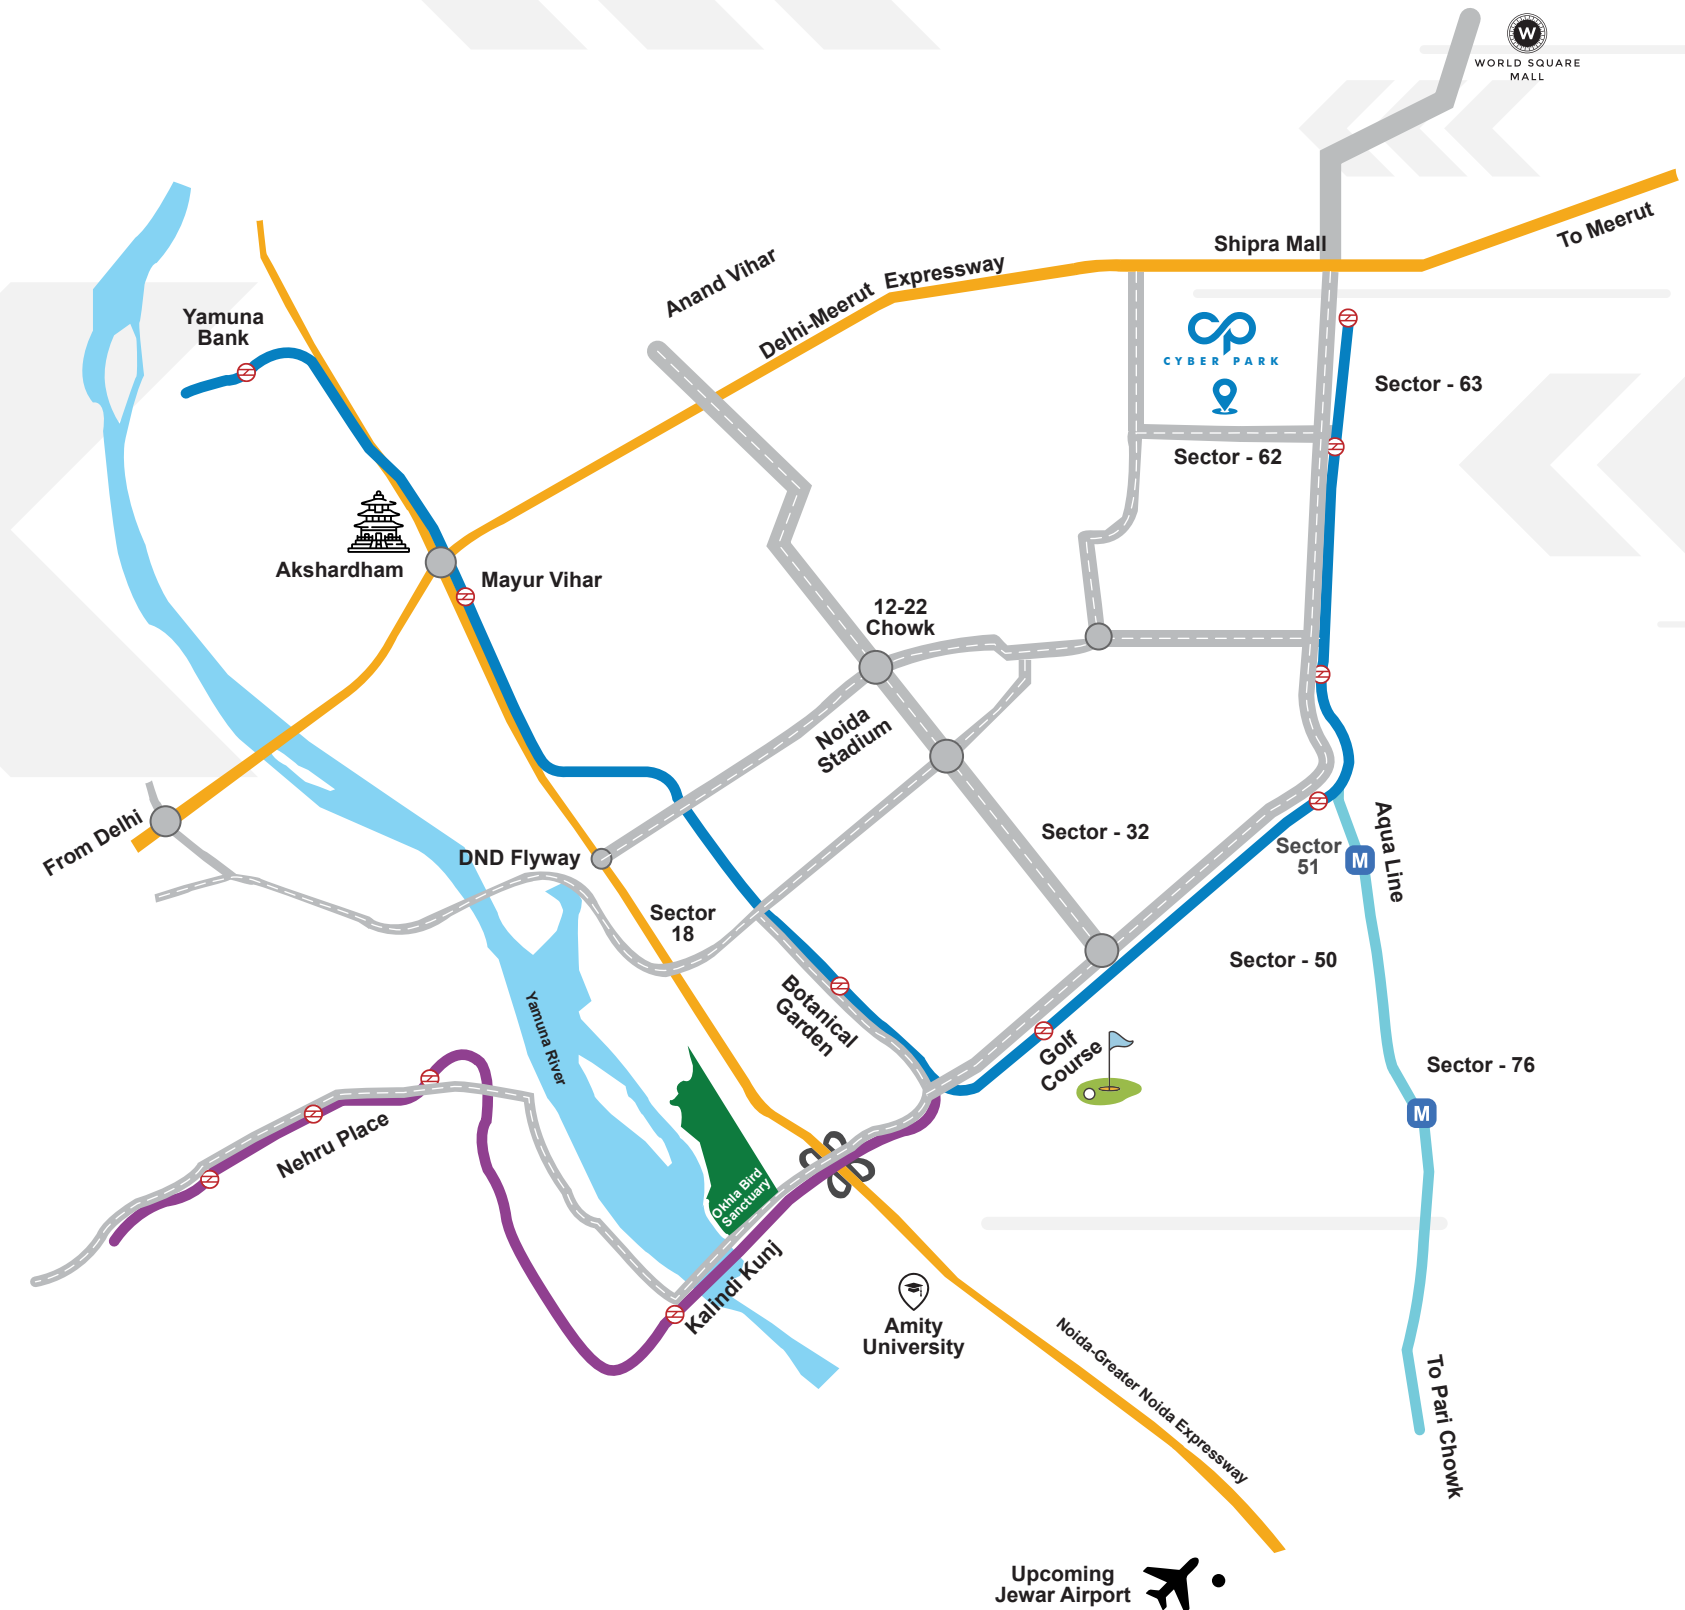 W
WORLD SQUARE
MALL
To Meerut
Shipra Mall
Anand Vihar
Delhi-Meerut Expressway
Yamuna
Bank
CYBER PARK
Sector - 63
Sector - 62
Akshardham
Mayur Vihar
12-22
Chowk
Noida
Stadium
From Delhi
DND Flyway
Sector - 32
Sector
51
M
Aqua Line
Sector
18
Sector - 50
Botanical
Garden
Yamuna River
Golf
Course
Sector - 76
M
Nehru Place
Okhla Bird
Sanctuary
Kalindi Kunj
Amity
University
Noida-Greater Noida Expressway
To Pari Chowk
Upcoming
Jewar Airport